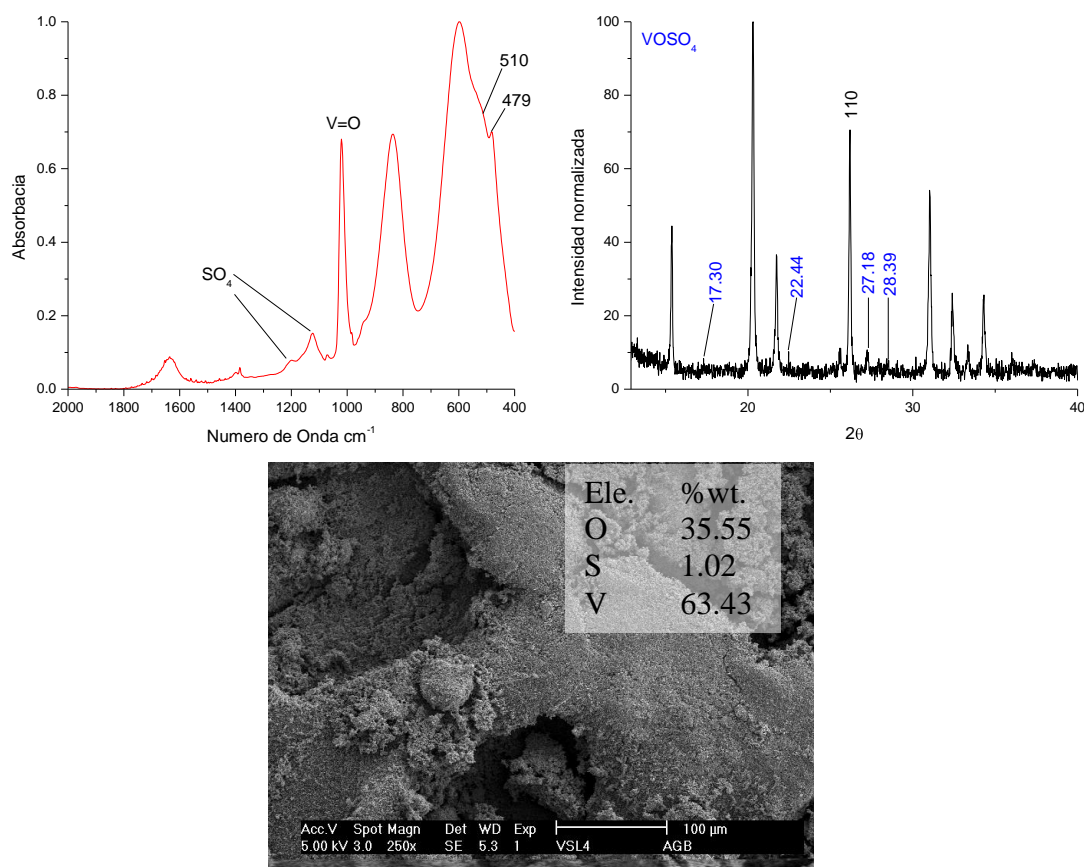 1.0
0.8
0.6
0.4
0.2
0.0
2000 1800 1600 1400 1200 1000 800 600 400
Absorbacia
Numero de Onda cm-1
V=O
510
479
SO4
VOSO4
100
80
60
40
20
0
20 30 40
Intensidad normalizada
2θ
17.30
22.44
110
27.18
28.39
Ele. %wt.
O 35.55
S 1.02
V 63.43
Acc.V Spot Magn Det WD Exp 100 µm
5.00 kV 3.0 250x SE 5.3 1 VSL4 AGB